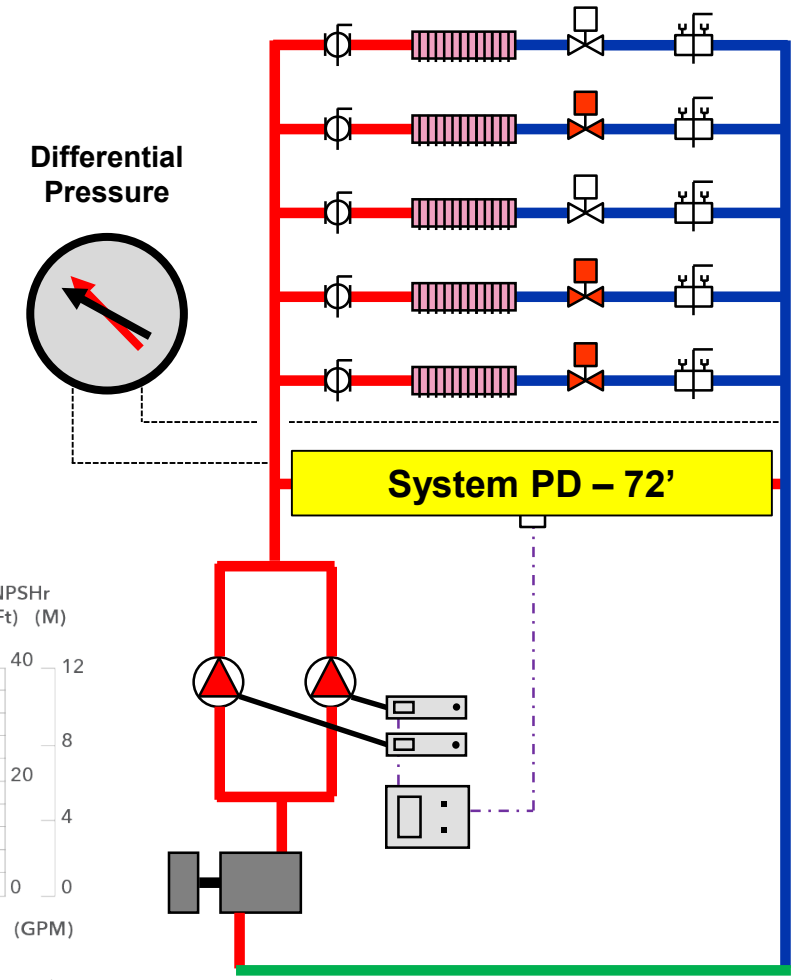 Differential
Pressure
System PD – 72’
NPSHr
Ft) (M)
40 12
8
20
4
0 0
(GPM)